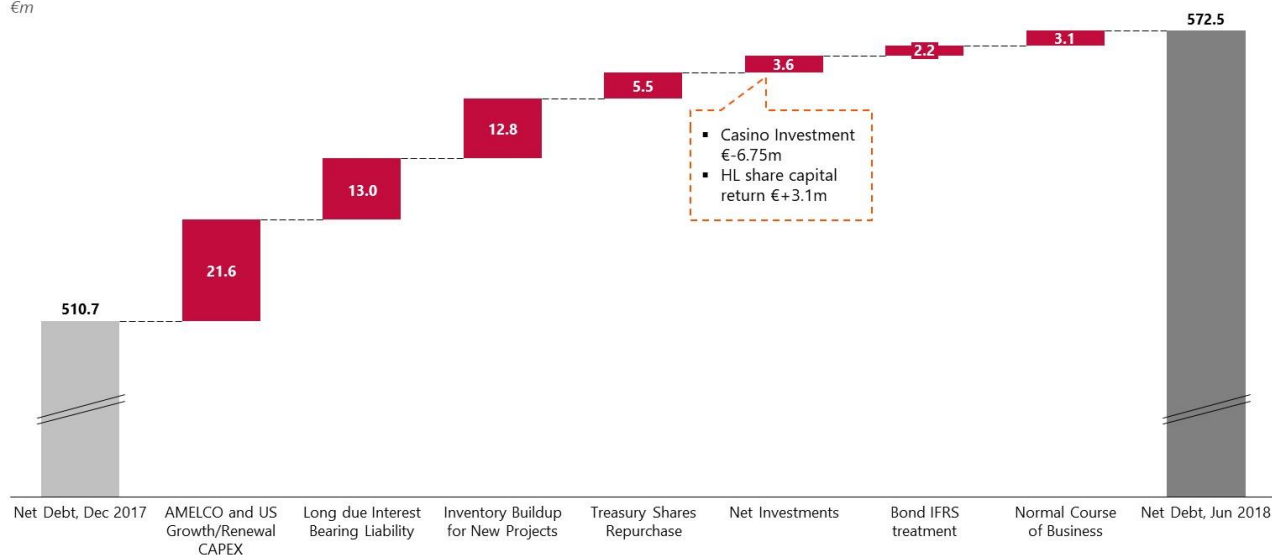 €m
510.7
21.6
13.0
12.8
5.5
3.6
2.2
3.1
572.5
▪ Casino Investment
€-6.75m
▪ HL share capital
return €+3.1m
Net Debt, Dec 2017
AMELCO and US
Growth/Renewal
CAPEX
Long due Interest
Bearing Liability
Inventory Buildup
for New Projects
Treasury Shares
Repurchase
Net Investments
Bond IFRS
treatment
Normal Course
of Business
Net Debt, Jun 2018